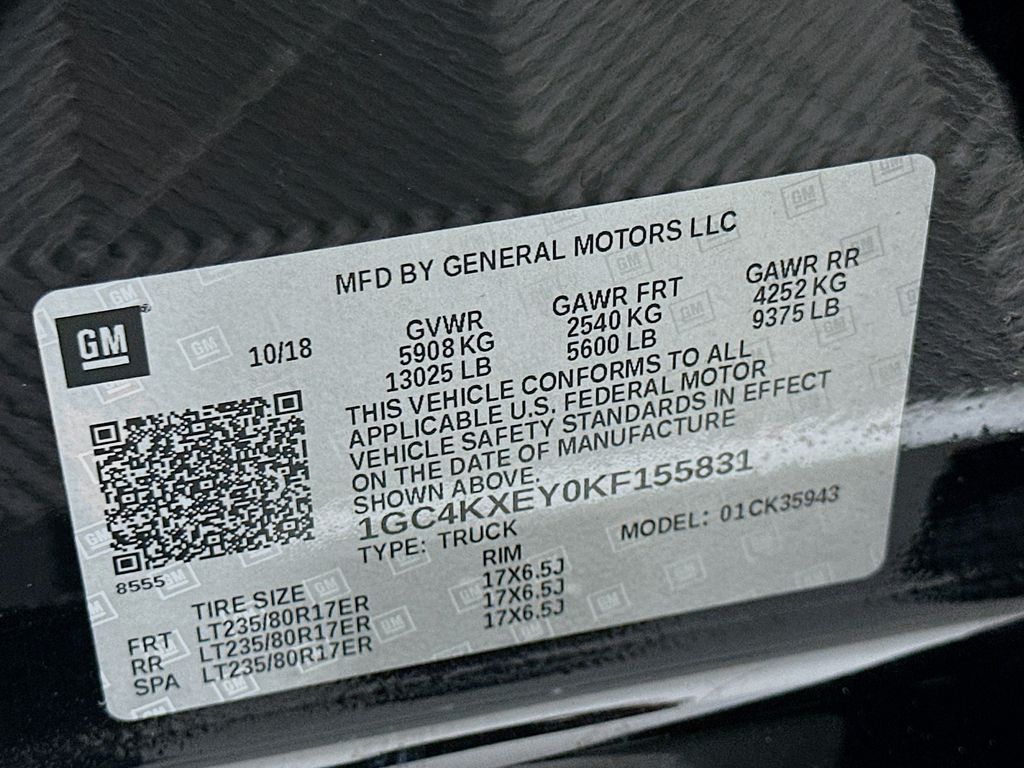 MFD BY GENERAL MOTORS LLC
GM
10/18
GVWR
5908 KG
13025 LB
GAWR FRT
2540 KG
5600 LB
GAWR RR
4252 KG
9375 LB
THIS VEHICLE CONFORMS TO ALL
APPLICABLE U.S. FEDERAL MOTOR
VEHICLE SAFETY STANDARDS IN EFFECT
ON THE DATE OF MANUFACTURE
SHOWN ABOVE.
1GC4KXEY0KF155831
TYPE: TRUCK
MODEL: 01CK35943
8555
TIRE SIZE RIM
FRT LT235/80R17ER 17X6.5J
RR LT235/80R17ER 17X6.5J
SPA LT235/80R17ER 17X6.5J